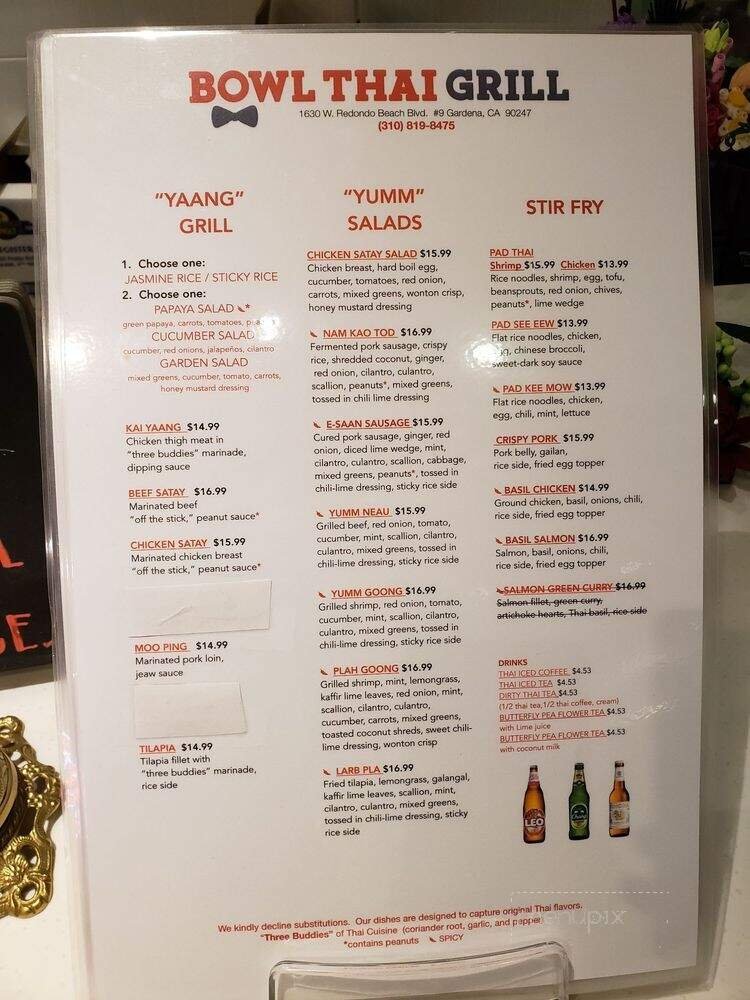 BOWL THAI GRILL
1630 W. Redondo Beach Blvd. #9 Gardena, CA 90247
(310) 819-8475
"YAANG"
GRILL
1. Choose one:
JASMINE RICE / STICKY RICE
2. Choose one:
PAPAYA SALAD *
green papaya, carrots, tomatoes,
CUCUMBER SALAD
cucumber, red onions, jalapeños, cilantro
GARDEN SALAD
mixed greens, cucumber, tomato, carrots,
honey mustard dressing
KAI YAANG $14.99
Chicken thigh meat in
"three buddies" marinade,
dipping sauce
BEEF SATAY $16.99
Marinated beef
"off the stick," peanut sauce*
CHICKEN SATAY $15.99
Marinated chicken breast
"off the stick," peanut sauce*
MOO PING $14.99
Marinated pork loin,
jeaw sauce
TILAPIA $14.99
Tilapia fillet with
"three buddies" marinade,
rice side
"YUMM"
SALADS
CHICKEN SATAY SALAD $15.99
Chicken breast, hard boil egg,
cucumber, tomatoes, red onion,
carrots, mixed greens, wonton crisp,
honey mustard dressing
NAM KAO TOD $16.99
Fermented pork sausage, crispy
rice, shredded coconut, ginger,
red onion, cilantro, culantro,
scallion, peanuts*, mixed greens,
tossed in chili lime dressing
E-SAAN SAUSAGE $15.99
Cured pork sausage, ginger, red
onion, diced lime wedge, mint,
cilantro, culantro, scallion, cabbage,
mixed greens, peanuts*, tossed in
chili-lime dressing, sticky rice side
YUMM NEAU $15.99
Grilled beef, red onion, tomato,
cucumber, mint, scallion, cilantro,
culantro, mixed greens, tossed in
chili-lime dressing, sticky rice side
YUMM GOONG $16.99
Grilled shrimp, red onion, tomato,
cucumber, mint, scallion, cilantro,
culantro, mixed greens, tossed in
chili-lime dressing, sticky rice side
PLAH GOONG $16.99
Grilled shrimp, mint, lemongrass,
kaffir lime leaves, red onion, mint,
scallion, cilantro, culantro,
cucumber, carrots, mixed greens,
toasted coconut shreds, sweet chili-
lime dressing, wonton crisp
LARB PLA $16.99
Fried tilapia, lemongrass, galangal,
kaffir lime leaves, scallion, mint,
cilantro, culantro, mixed greens,
tossed in chili-lime dressing, sticky
rice side
STIR FRY
PAD THAI
Shrimp $15.99 Chicken $13.99
Rice noodles, shrimp, egg, tofu,
beansprouts, red onion, chives,
peanuts*, lime wedge
PAD SEE EEW $13.99
Flat rice noodles, chicken,
egg, chinese broccoli,
sweet-dark soy sauce
PAD KEE MOW $13.99
Flat rice noodles, chicken,
egg, chili, mint, lettuce
CRISPY PORK $15.99
Pork belly, gailan,
rice side, fried egg topper
BASIL CHICKEN $14.99
Ground chicken, basil, onions, chili,
rice side, fried egg topper
BASIL SALMON $16.99
Salmon, basil, onions, chili,
rice side, fried egg topper
SALMON GREEN CURRY $16.99
Salmon fillet, green curry,
artichoke hearts, Thai basil, rice side
DRINKS
THAI ICED COFFEE $4.53
THAI ICED TEA $4.53
DIRTY THAI TEA $4.53
(1/2 thai tea, 1/2 thai coffee, cream)
BUTTERFLY PEA FLOWER TEA $4.53
with Lime juice
BUTTERFLY PEA FLOWER TEA $4.53
with coconut milk
LEO
We kindly decline substitutions. Our dishes are designed to capture original Thai flavors.
"Three Buddies" of Thai Cuisine (coriander root, garlic, and pepper)
*contains peanuts SPICY
menupix